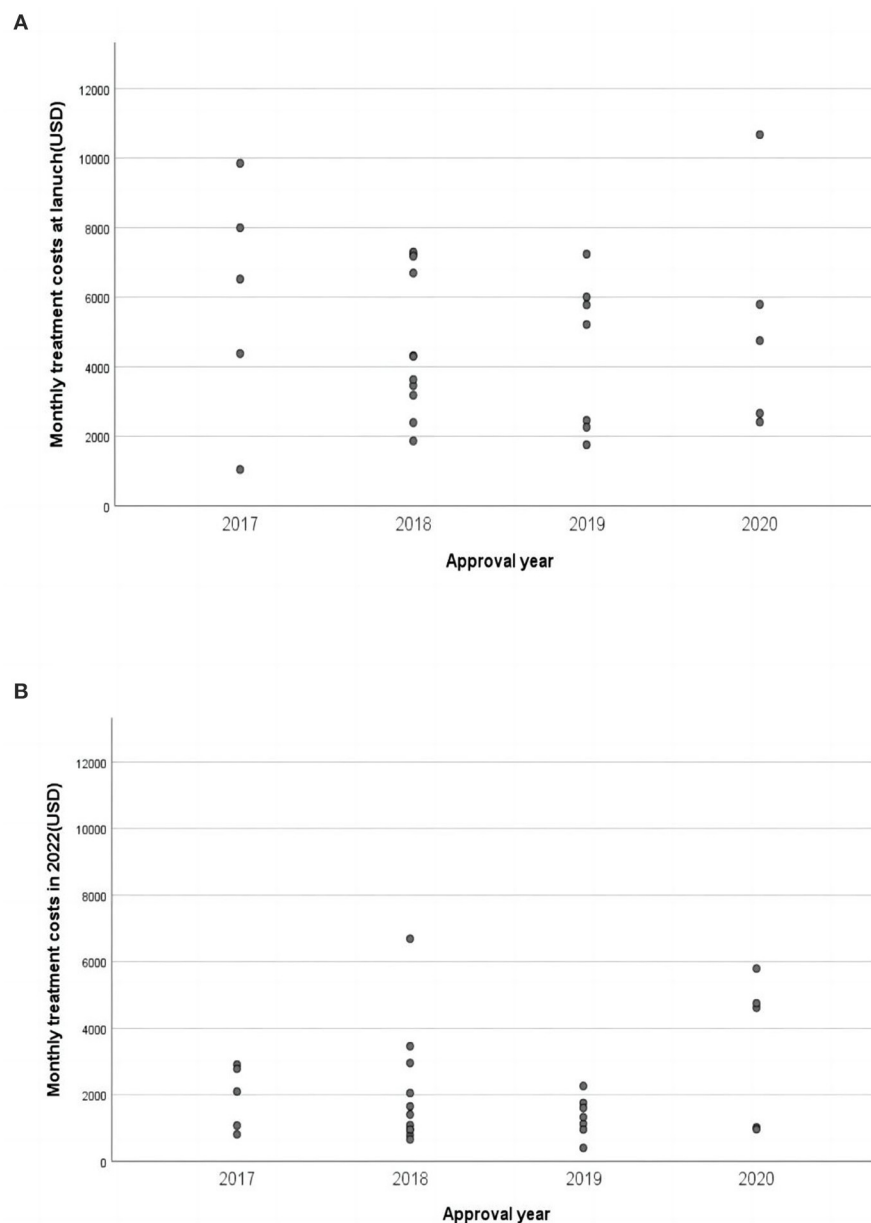 A
Monthly treatment costs at lanuch(USD)
12000
10000
8000
6000
4000
2000
0
2017 2018 2019 2020
Approval year
B
Monthly treatment costs in 2022(USD)
12000
10000
8000
6000
4000
2000
0
2017 2018 2019 2020
Approval year